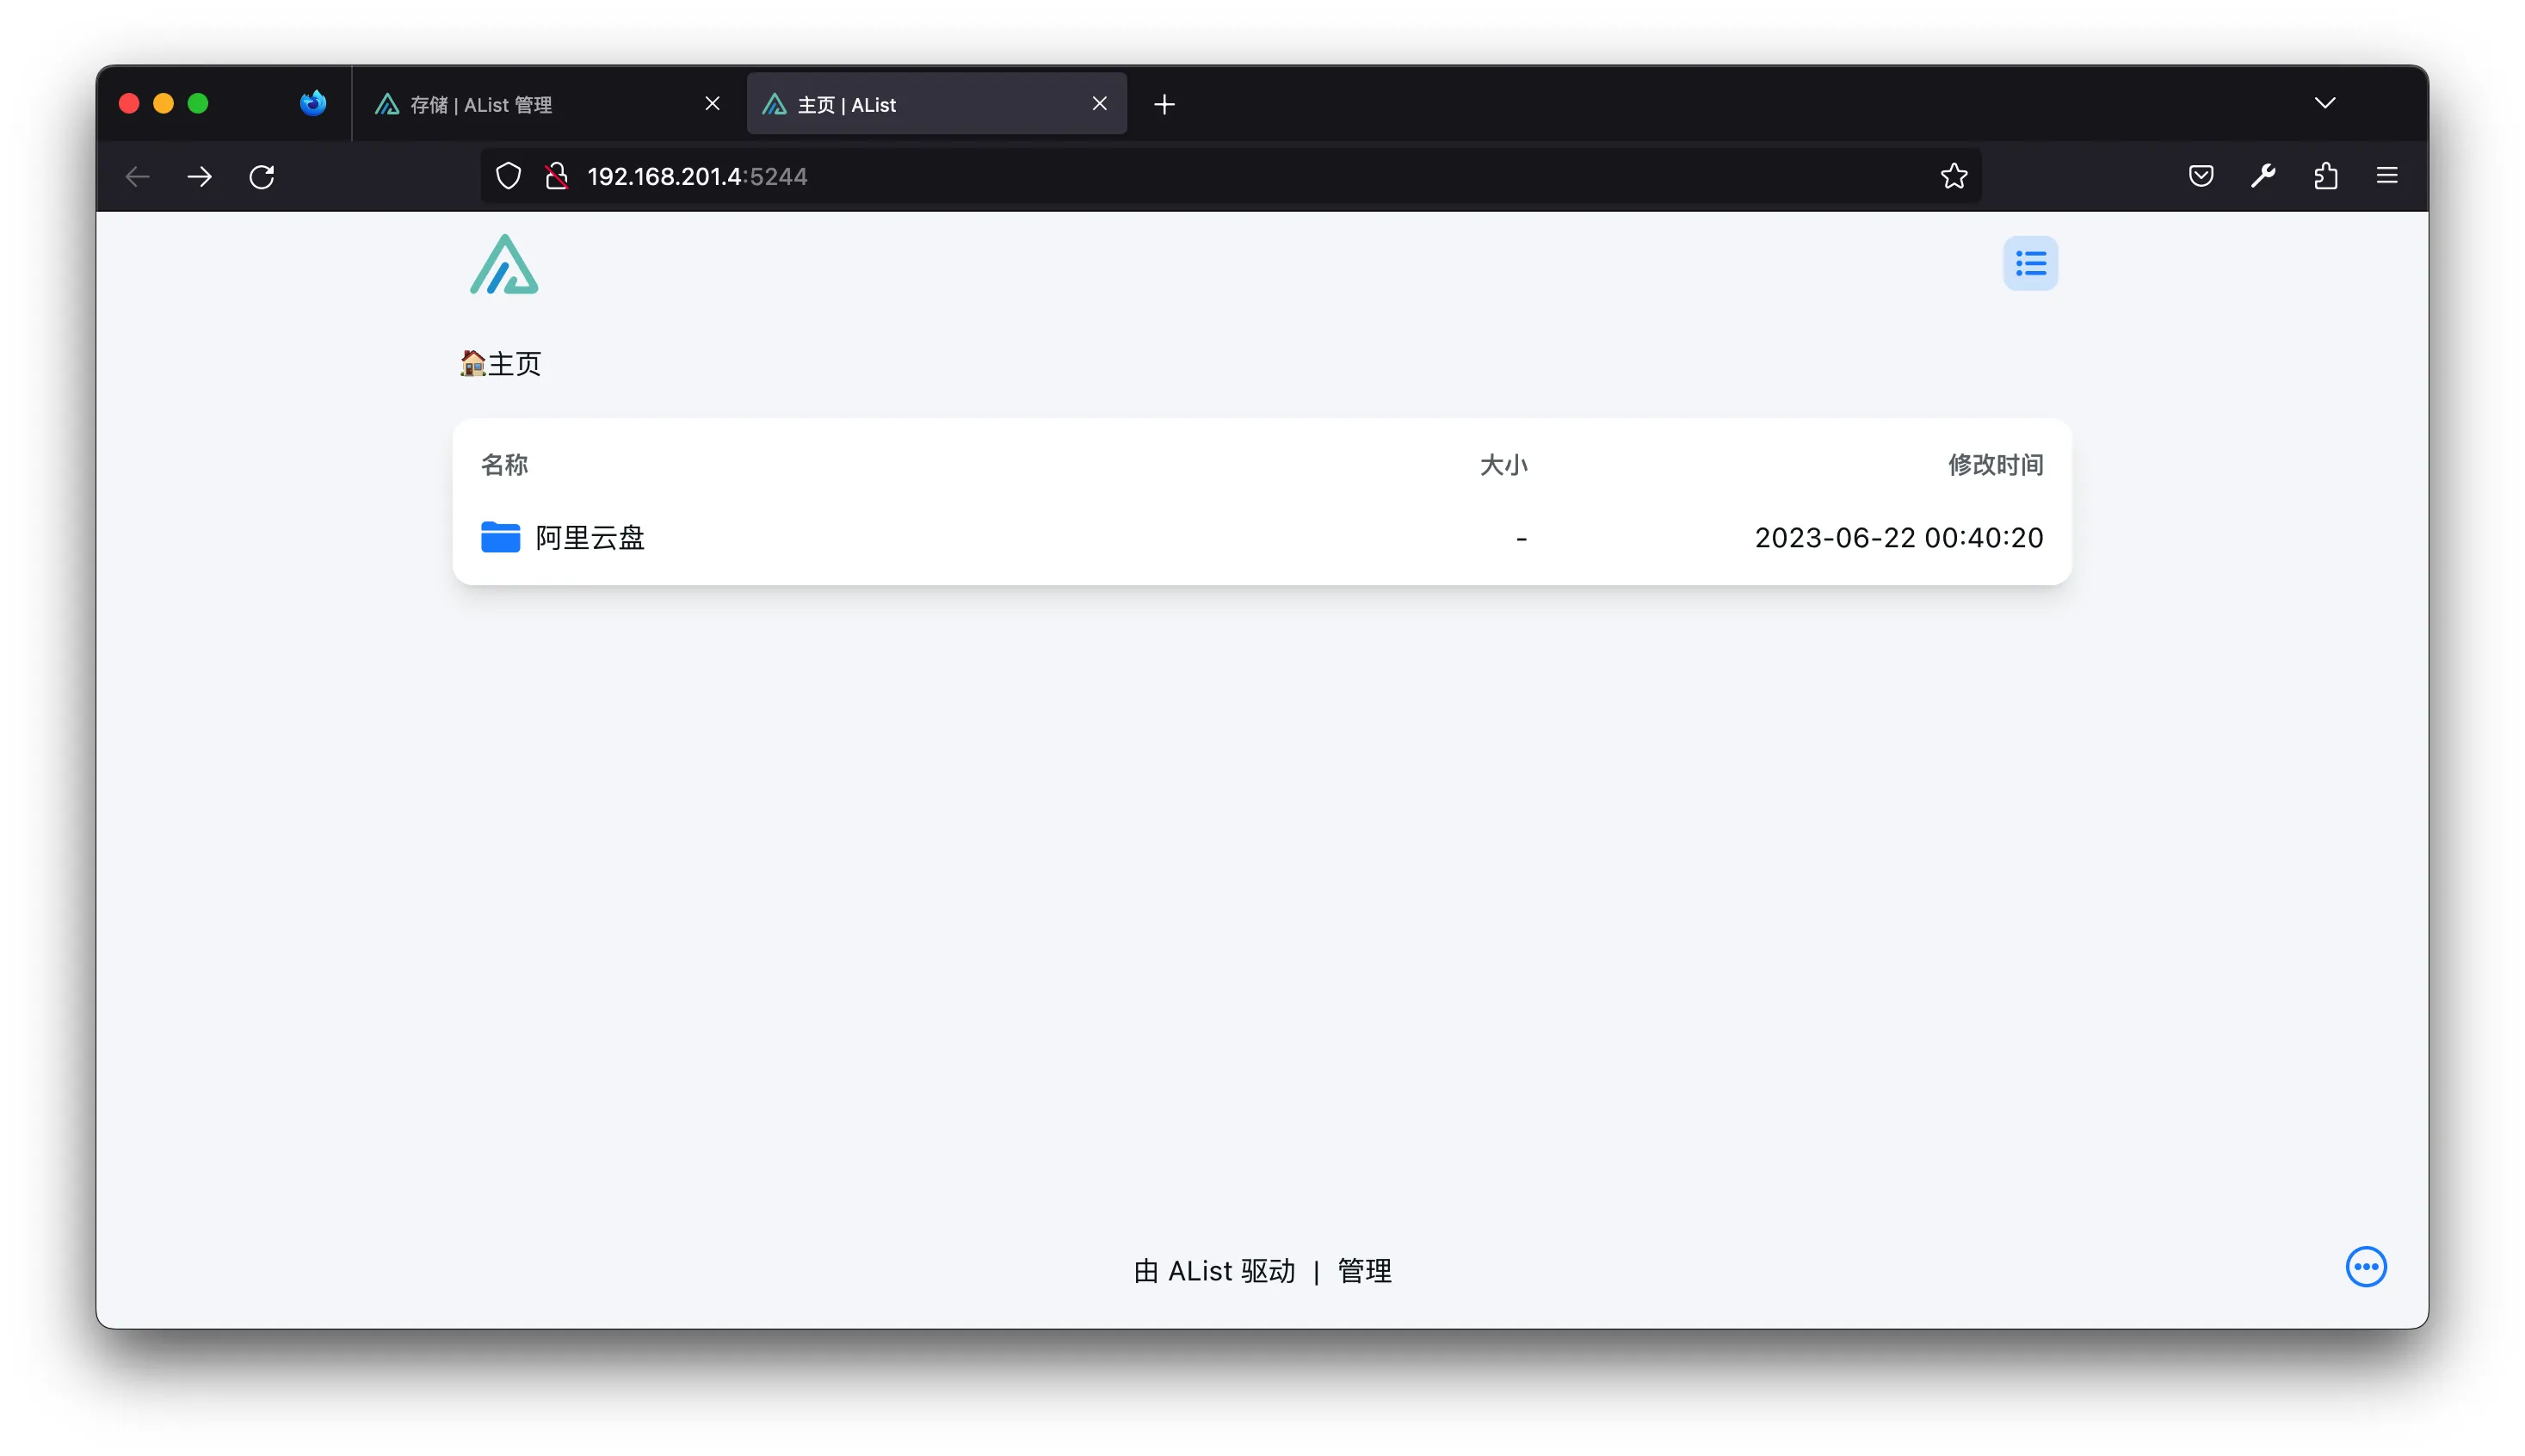 存储 | AList 管理
主页 | AList
192.168.201.4:5244
🏠主页
名称 大小 修改时间
阿里云盘 - 2023-06-22 00:40:20
由 AList 驱动 | 管理